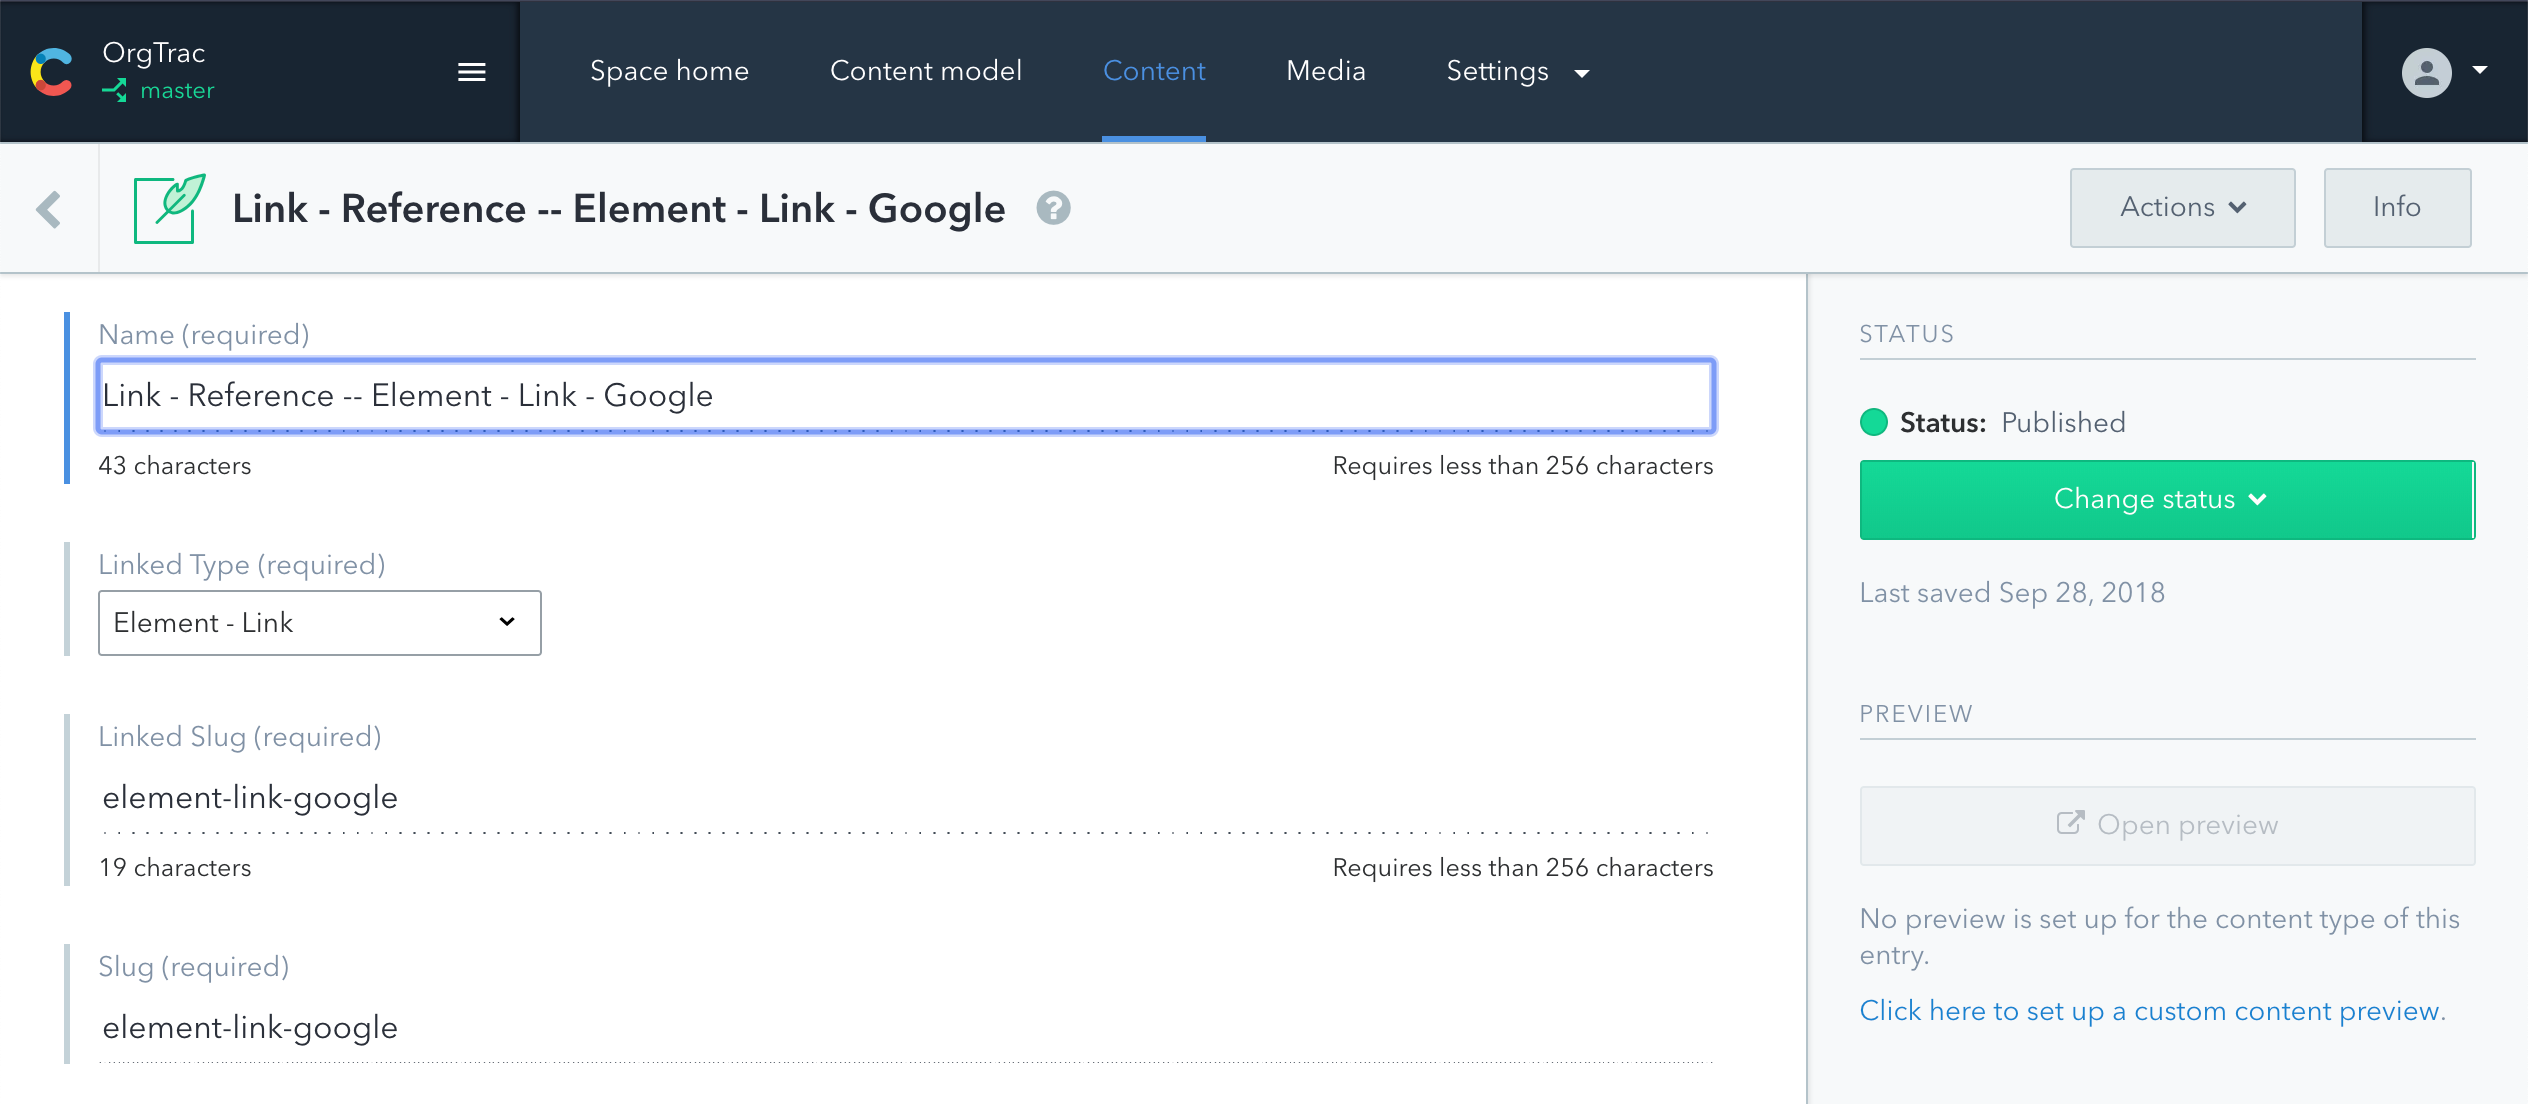 OrgTrac
master
Space home
Content model
Content
Media
Settings
Link - Reference -- Element - Link - Google
?
Actions
Info
Name (required)
Link - Reference -- Element - Link - Google
43 characters
Requires less than 256 characters
Linked Type (required)
Element - Link
Linked Slug (required)
element-link-google
19 characters
Requires less than 256 characters
Slug (required)
element-link-google
STATUS
Status: Published
Change status
Last saved Sep 28, 2018
PREVIEW
Open preview
No preview is set up for the content type of this
entry.
Click here to set up a custom content preview.